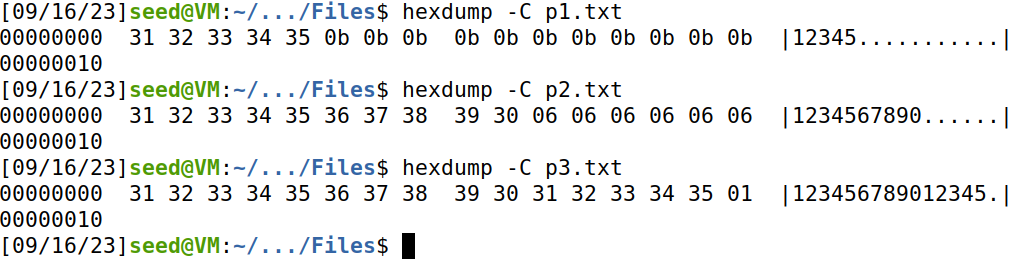 [09/16/23]seed@VM:~/.../Files$ hexdump -C p1.txt
00000000  31 32 33 34 35 0b 0b 0b  0b 0b 0b 0b 0b 0b 0b 0b  |12345...........|
00000010
[09/16/23]seed@VM:~/.../Files$ hexdump -C p2.txt
00000000  31 32 33 34 35 36 37 38  39 30 06 06 06 06 06 06  |1234567890......|
00000010
[09/16/23]seed@VM:~/.../Files$ hexdump -C p3.txt
00000000  31 32 33 34 35 36 37 38  39 30 31 32 33 34 35 01  |123456789012345.|
00000010
[09/16/23]seed@VM:~/.../Files$